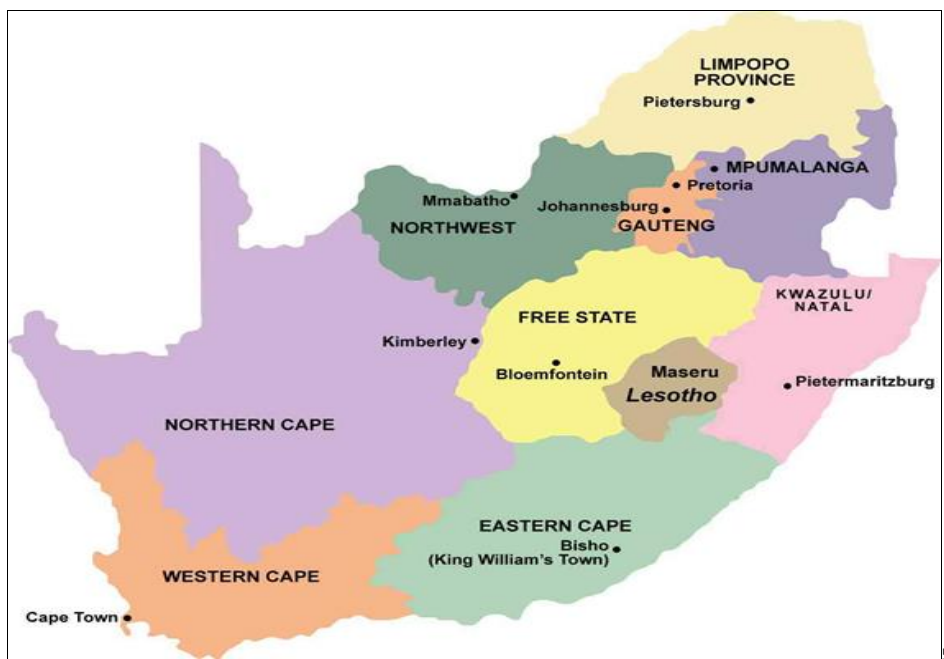 LIMPOPO
PROVINCE
Pietersburg
MPUMALANGA
Pretoria
Mmabatho
Johannesburg
NORTHWEST
GAUTENG
KWAZULU/
NATAL
FREE STATE
Kimberley
Bloemfontein
Maseru
Lesotho
Pietermaritzburg
NORTHERN CAPE
EASTERN CAPE
Bisho
(King William's Town)
WESTERN CAPE
Cape Town